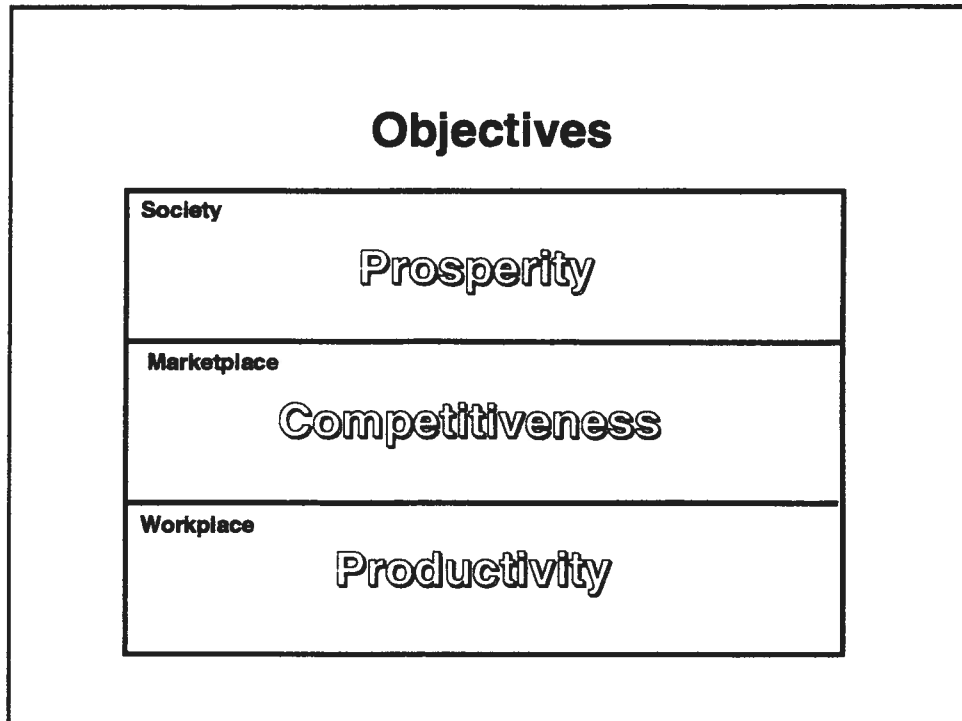 Objectives
Society
Prosperity
Marketplace
Competitiveness
Workplace
Productivity